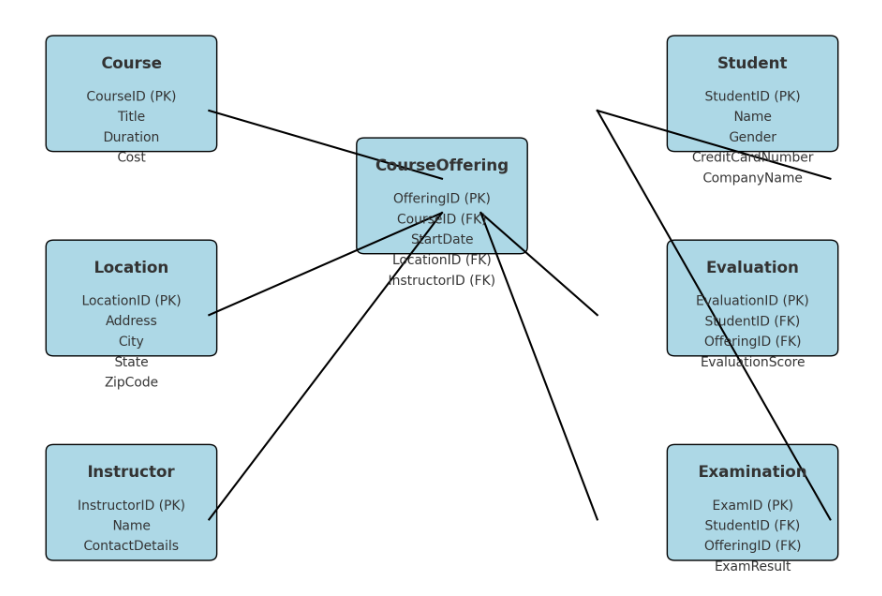 Course
CourseID (PK)
Title
Duration
Cost
Student
StudentID (PK)
Name
Gender
CreditCardNumber
CompanyName
CourseOffering
OfferingID (PK)
CourseID (FK)
StartDate
LocationID (FK)
InstructorID (FK)
Location
LocationID (PK)
Address
City
State
ZipCode
Evaluation
EvaluationID (PK)
StudentID (FK)
OfferingID (FK)
EvaluationScore
Instructor
InstructorID (PK)
Name
ContactDetails
Examination
ExamID (PK)
StudentID (FK)
OfferingID (FK)
ExamResult